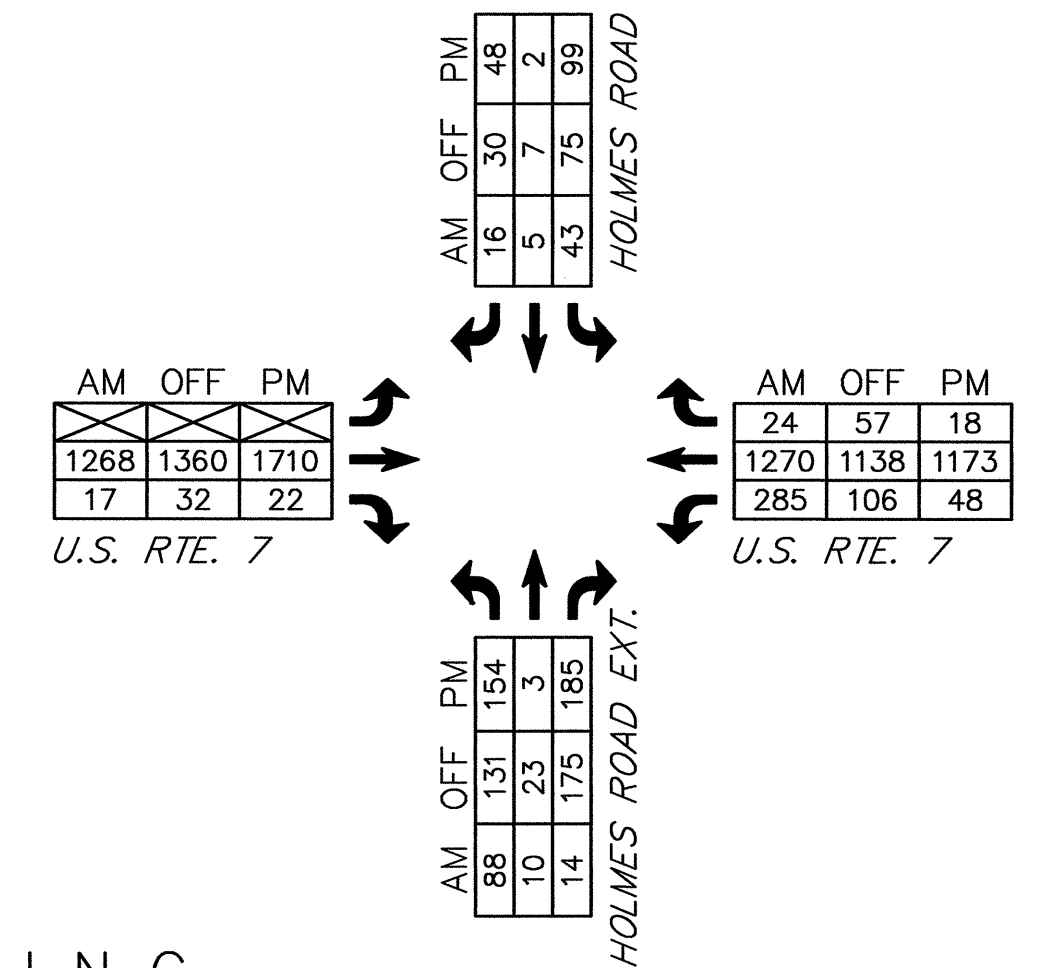 PM 48 2 99
OFF 30 7 75
AM 16 5 43
HOLMES ROAD
AM OFF PM
1268 1360 1710
17 32 22
U.S. RTE. 7
AM OFF PM
24 57 18
1270 1138 1173
285 106 48
U.S. RTE. 7
PM 154 3 185
OFF 131 23 175
AM 88 10 14
HOLMES ROAD EXT.